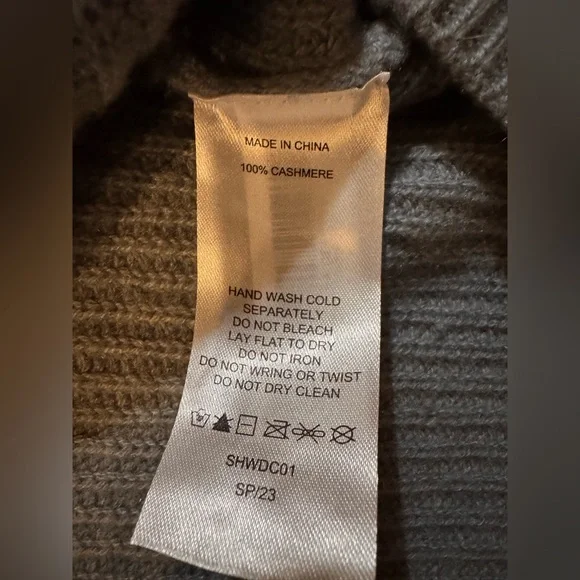 MADE IN CHINA
100% CASHMERE
HAND WASH COLD
SEPARATELY
DO NOT BLEACH
LAY FLAT TO DRY
DO NOT IRON
DO NOT WRING OR TWIST
DO NOT DRY CLEAN
SHWDC01
SP/23